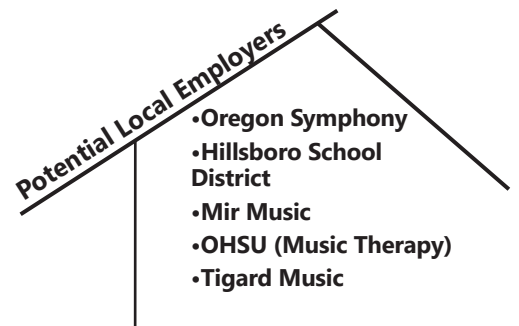 Potential Local Employers
•Oregon Symphony
•Hillsboro School
District
•Mir Music
•OHSU (Music Therapy)
•Tigard Music